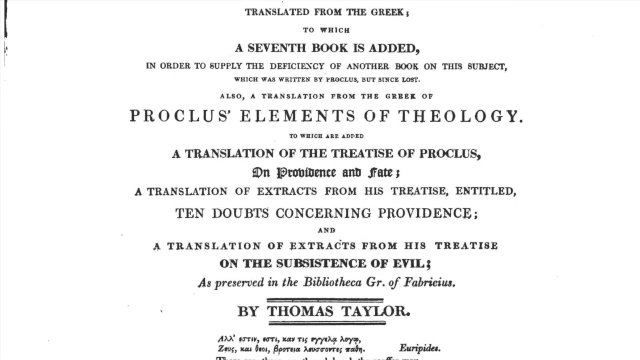 TRANSLATED FROM THE GREEK;
TO WHICH
A SEVENTH BOOK IS ADDED,
IN ORDER TO SUPPLY THE DEFICIENCY OF ANOTHER BOOK ON THIS SUBJECT,
WHICH WAS WRITTEN BY PROCLUS, BUT SINCE LOST.
ALSO, A TRANSLATION FROM THE GREEK OF
PROCLUS' ELEMENTS OF THEOLOGY.
TO WHICH ARE ADDED
A TRANSLATION OF THE TREATISE OF PROCLUS,
On Providence and Fate;
A TRANSLATION OF EXTRACTS FROM HIS TREATISE, ENTITLED,
TEN DOUBTS CONCERNING PROVIDENCE;
AND
A TRANSLATION OF EXTRACTS FROM HIS TREATISE
ON THE SUBSISTENCE OF EVIL;
As preserved in the Bibliotheca Gr. of Fabricius.
BY THOMAS TAYLOR.
Αλλ' εστιν, εστι, καν τις εγγελα λογω,
Ζευς, και θεοι, βροτεια λευσσοντες παθη. Euripides.